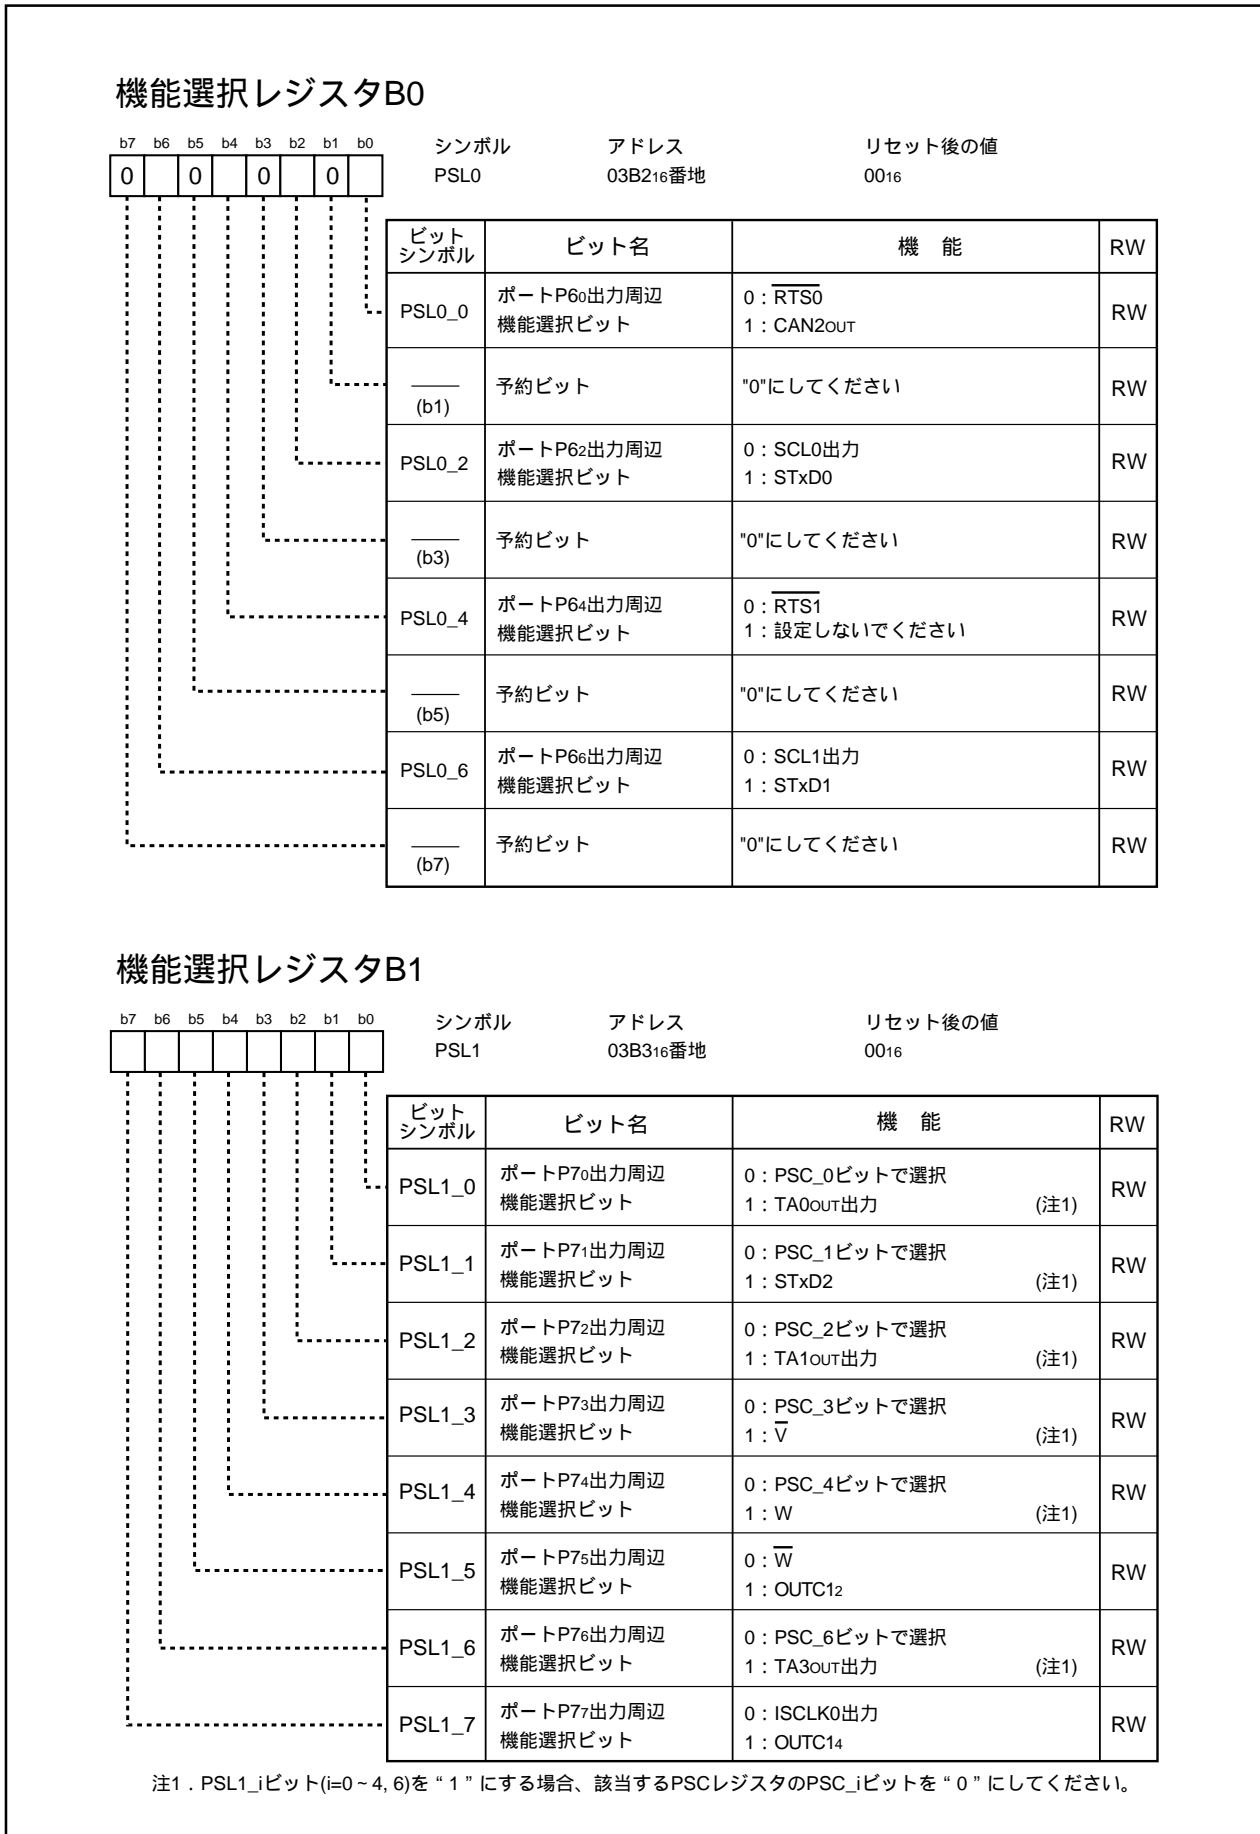 機能選択レジスタB0
b7 b6 b5 b4 b3 b2 b1 b0
0 0 0 0
シンボル アドレス リセット後の値
PSL0 03B216番地 0016
ビットシンボル ビット名 機 能 RW
PSL0_0 ポートP60出力周辺 0：RTS0 RW
機能選択ビット 1：CAN2OUT
(b1) 予約ビット "0"にしてください RW
PSL0_2 ポートP62出力周辺 0：SCL0出力 RW
機能選択ビット 1：STxD0
(b3) 予約ビット "0"にしてください RW
PSL0_4 ポートP64出力周辺 0：RTS1 RW
機能選択ビット 1：設定しないでください
(b5) 予約ビット "0"にしてください RW
PSL0_6 ポートP66出力周辺 0：SCL1出力 RW
機能選択ビット 1：STxD1
(b7) 予約ビット "0"にしてください RW
機能選択レジスタB1
b7 b6 b5 b4 b3 b2 b1 b0
シンボル アドレス リセット後の値
PSL1 03B316番地 0016
ビットシンボル ビット名 機 能 RW
PSL1_0 ポートP70出力周辺 0：PSC_0ビットで選択 RW
機能選択ビット 1：TA0OUT出力 (注1)
PSL1_1 ポートP71出力周辺 0：PSC_1ビットで選択 RW
機能選択ビット 1：STxD2 (注1)
PSL1_2 ポートP72出力周辺 0：PSC_2ビットで選択 RW
機能選択ビット 1：TA1OUT出力 (注1)
PSL1_3 ポートP73出力周辺 0：PSC_3ビットで選択 RW
機能選択ビット 1：V (注1)
PSL1_4 ポートP74出力周辺 0：PSC_4ビットで選択 RW
機能選択ビット 1：W (注1)
PSL1_5 ポートP75出力周辺 0：W RW
機能選択ビット 1：OUTC12
PSL1_6 ポートP76出力周辺 0：PSC_6ビットで選択 RW
機能選択ビット 1：TA3OUT出力 (注1)
PSL1_7 ポートP77出力周辺 0：ISCLK0出力 RW
機能選択ビット 1：OUTC14
注1．PSL1_iビット(i=0～4, 6)を“1”にする場合、該当するPSCレジスタのPSC_iビットを“0”にしてください。